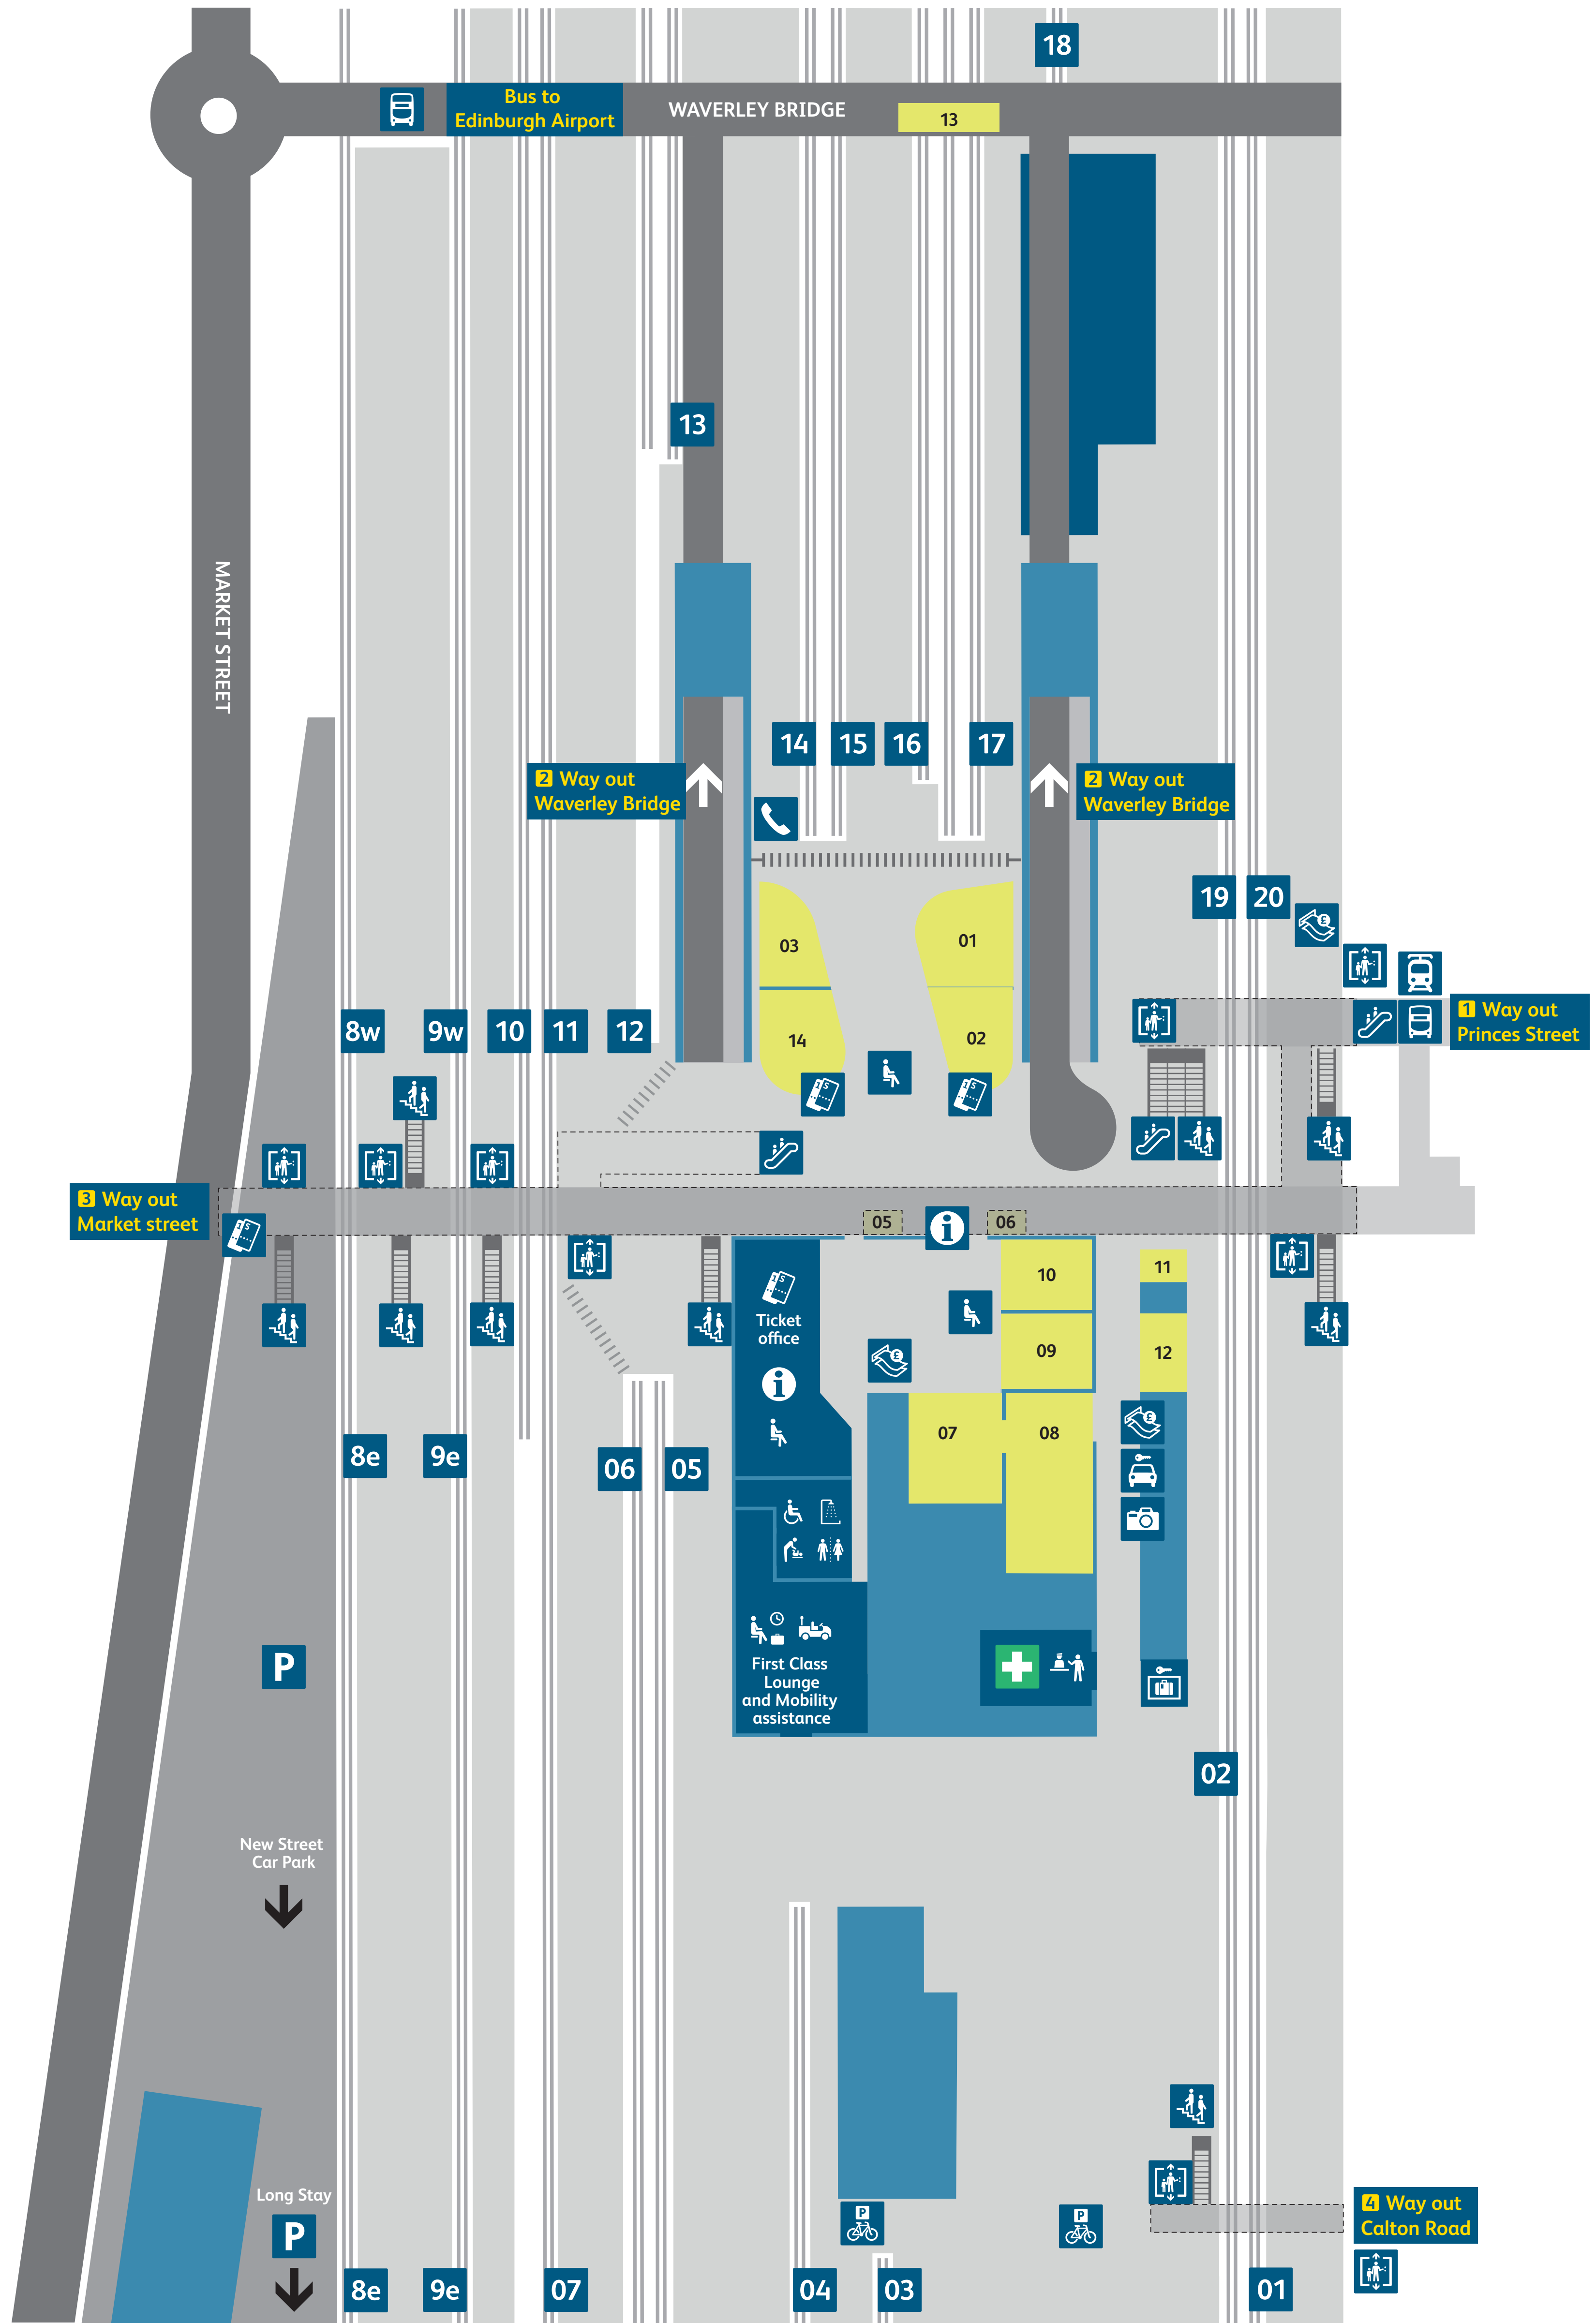 18
Bus to
Edinburgh Airport
WAVERLEY BRIDGE
13
13
MARKET STREET
14
15
16
17
2 Way out
Waverley Bridge
2 Way out
Waverley Bridge
19
20
03
01
14
02
8w
9w
10
11
12
1 Way out
Princes Street
3 Way out
Market street
05
06
10
11
Ticket
office
09
12
07
08
8e
9e
06
05
P
First Class
Lounge
and Mobility
assistance
02
New Street
Car Park
Long Stay
P
P
P
4 Way out
Calton Road
8e
9e
07
04
03
01